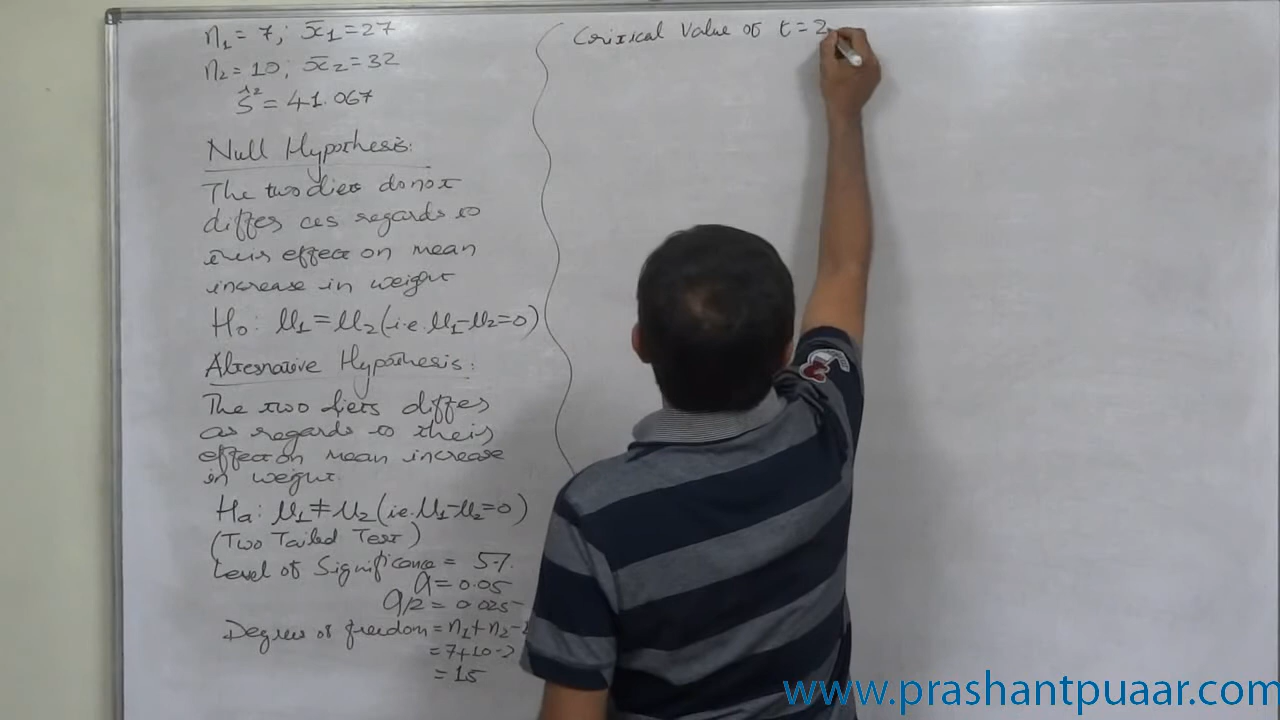 n₁ = 7; x̄₁ = 27
n₂ = 10; x̄₂ = 32
ŝ² = 41.067
Null Hypothesis:
The two diets do not
differ as regards to
their effect on mean
increase in weight
H₀: μ₁ = μ₂ (i.e. μ₁-μ₂=0)
Alternative Hypothesis:
The two diets differ
as regards to their
effect on mean increase
in weight.
Ha: μ₁ ≠ μ₂ (i.e. μ₁-μ₂=0)
(Two Tailed Test)
Level of Significance = 5%
α = 0.05
α/2 = 0.025
Degree of freedom = n₁ + n₂ -
= 7+10-2
= 15
Critical Value of t = 2
www.prashantpuaar.com